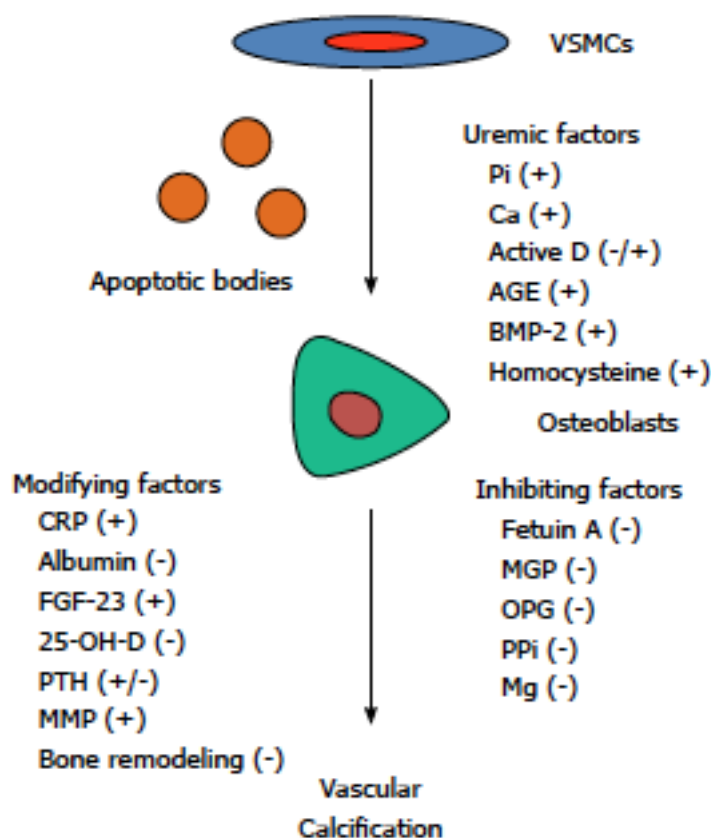 VSMCs
Uremic factors
Pi (+)
Ca (+)
Active D (-/+)
AGE (+)
BMP-2 (+)
Homocysteine (+)
Apoptotic bodies
Osteoblasts
Modifying factors
CRP (+)
Albumin (-)
FGF-23 (+)
25-OH-D (-)
PTH (+/-)
MMP (+)
Bone remodeling (-)
Inhibiting factors
Fetuin A (-)
MGP (-)
OPG (-)
PPi (-)
Mg (-)
Vascular
Calcification